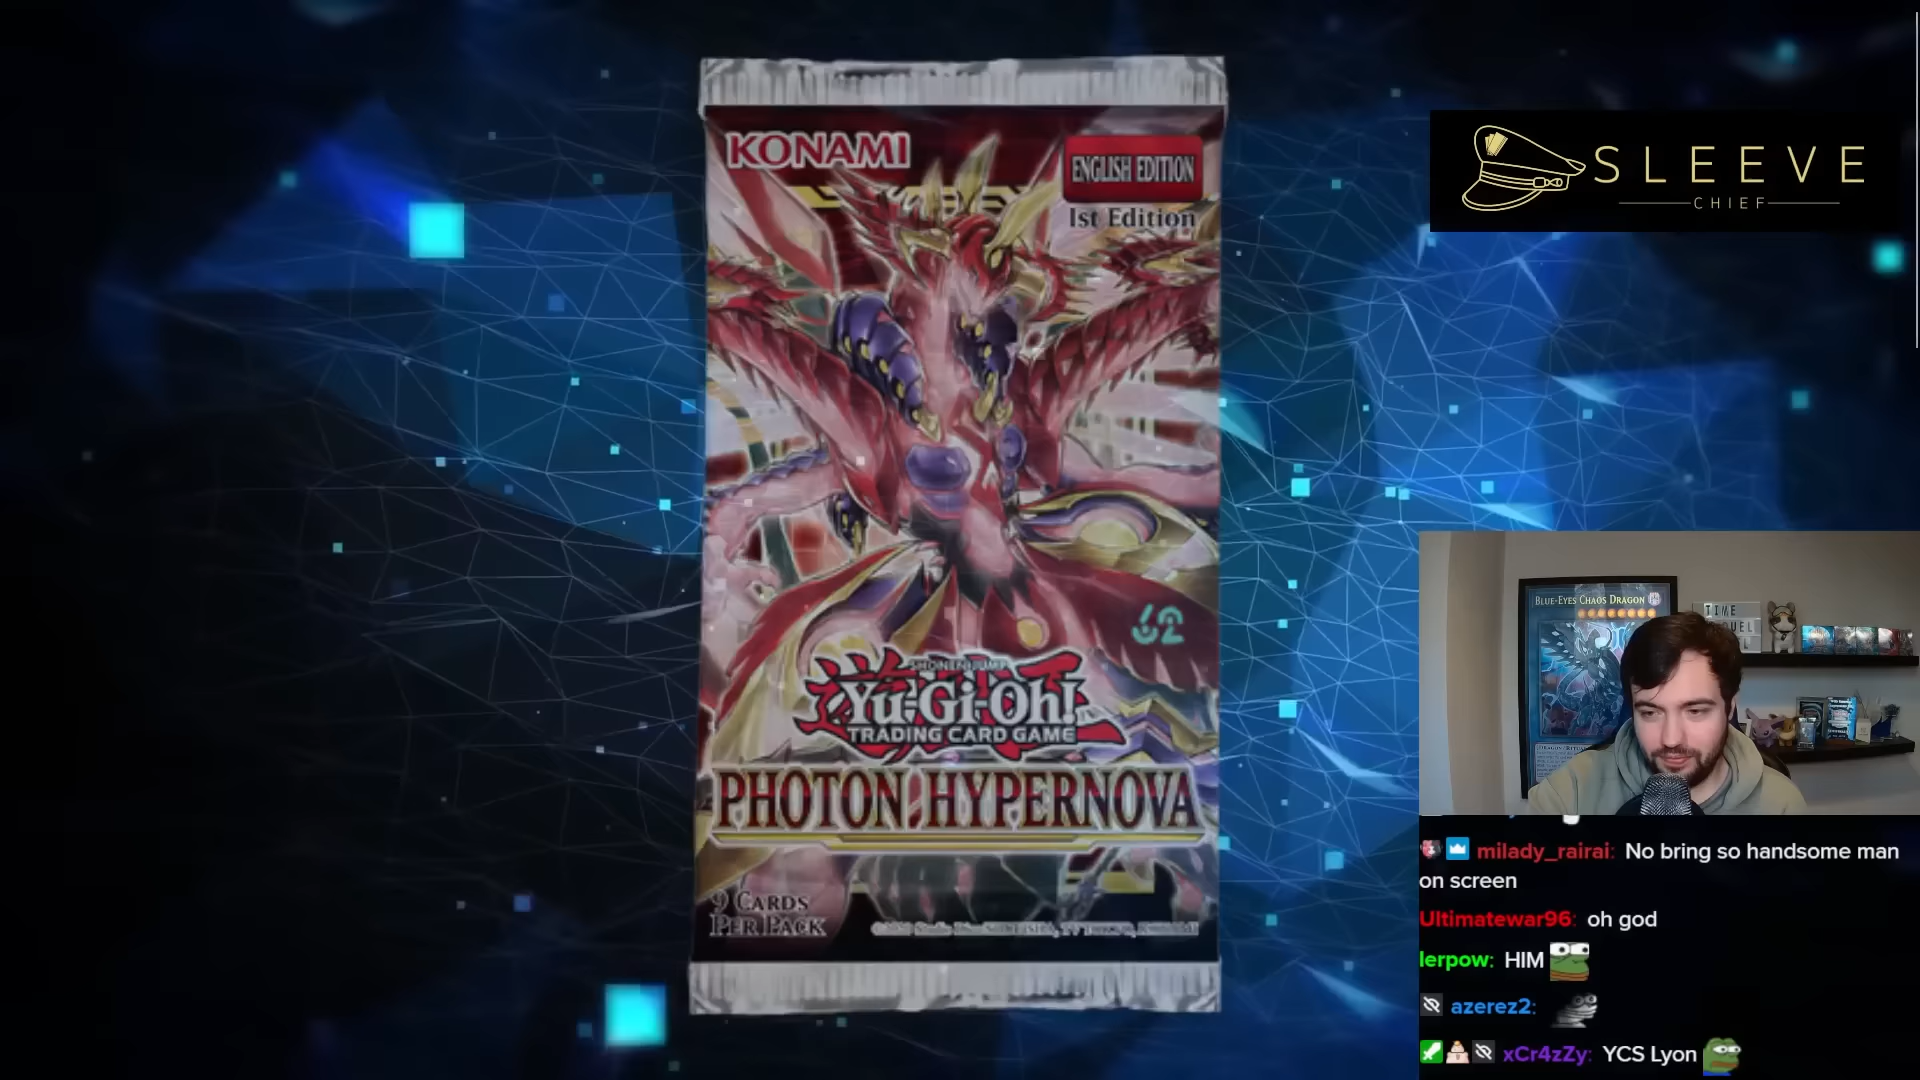 KONAMI
ENGLISH EDITION
1st Edition
SHONEN JUMP
Yu-Gi-Oh!
TRADING CARD GAME
PHOTON HYPERNOVA
9 CARDS
PER PACK
SLEEVE
CHIEF
BLUE-EYES CHAOS DRAGON
TIME
milady_rairai: No bring so handsome man
on screen
Ultimatewar96: oh god
lerpow: HIM
azerez2:
xCr4zZy: YCS Lyon